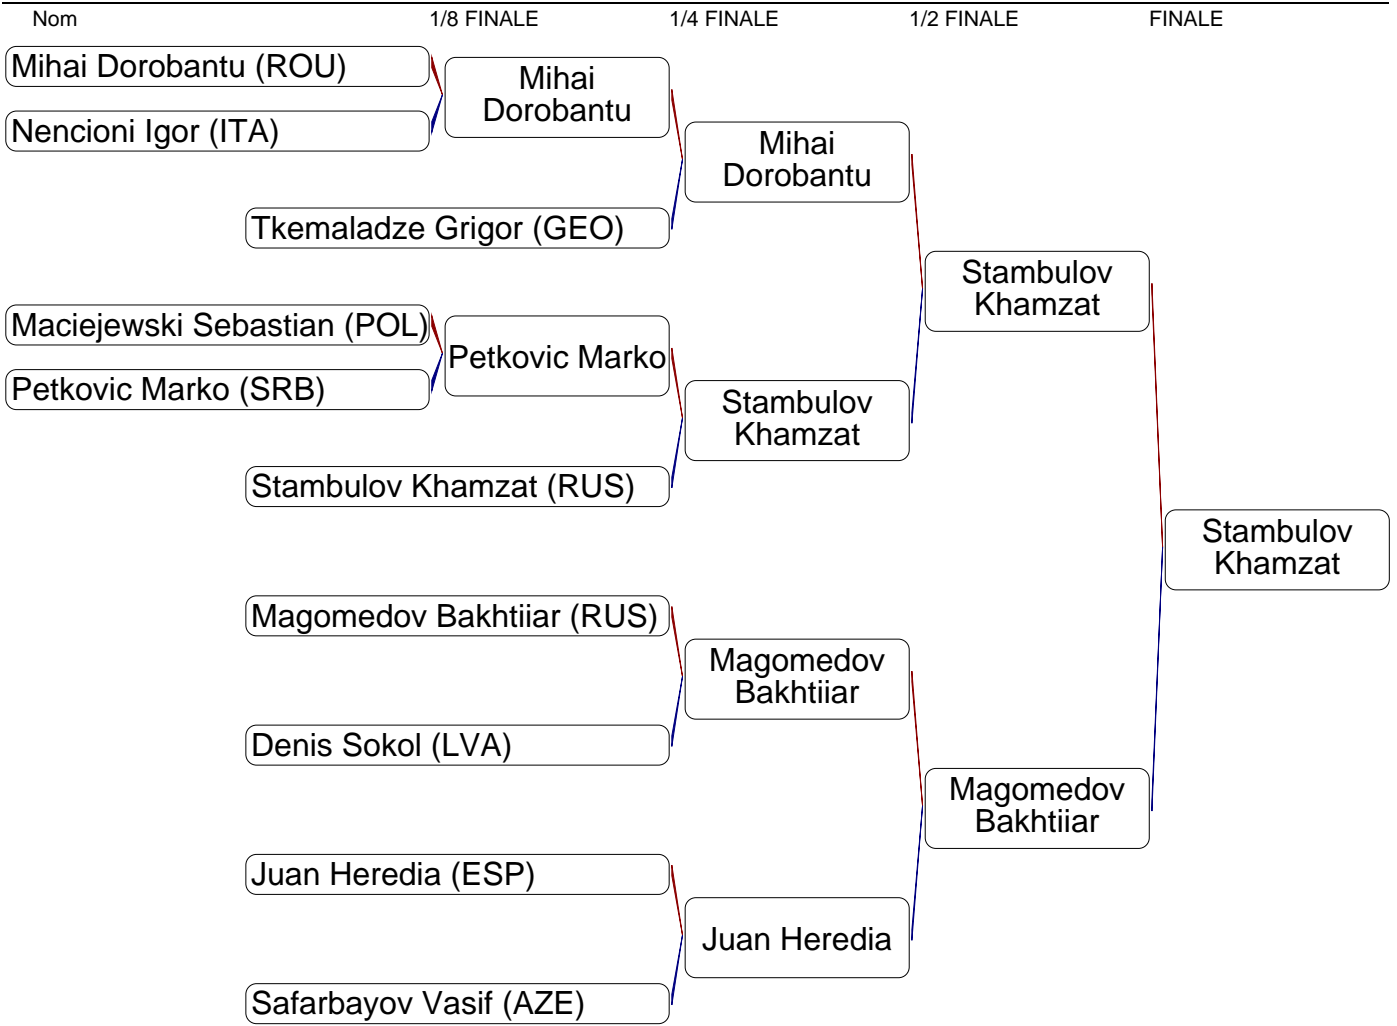 Nom 1/8 FINALE 1/4 FINALE 1/2 FINALE FINALE
Mihai Dorobantu (ROU)
Mihai
Dorobantu
Nencioni Igor (ITA)
Mihai
Dorobantu
Tkemaladze Grigor (GEO)
Stambulov
Khamzat
Maciejewski Sebastian (POL)
Petkovic Marko
Petkovic Marko (SRB)
Stambulov
Khamzat
Stambulov Khamzat (RUS)
Stambulov
Khamzat
Magomedov Bakhtiiar (RUS)
Magomedov
Bakhtiiar
Denis Sokol (LVA)
Magomedov
Bakhtiiar
Juan Heredia (ESP)
Juan Heredia
Safarbayov Vasif (AZE)